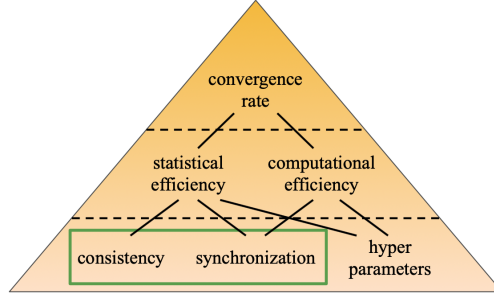 convergence
rate
statistical computational
efficiency efficiency
consistency synchronization hyper
parameters